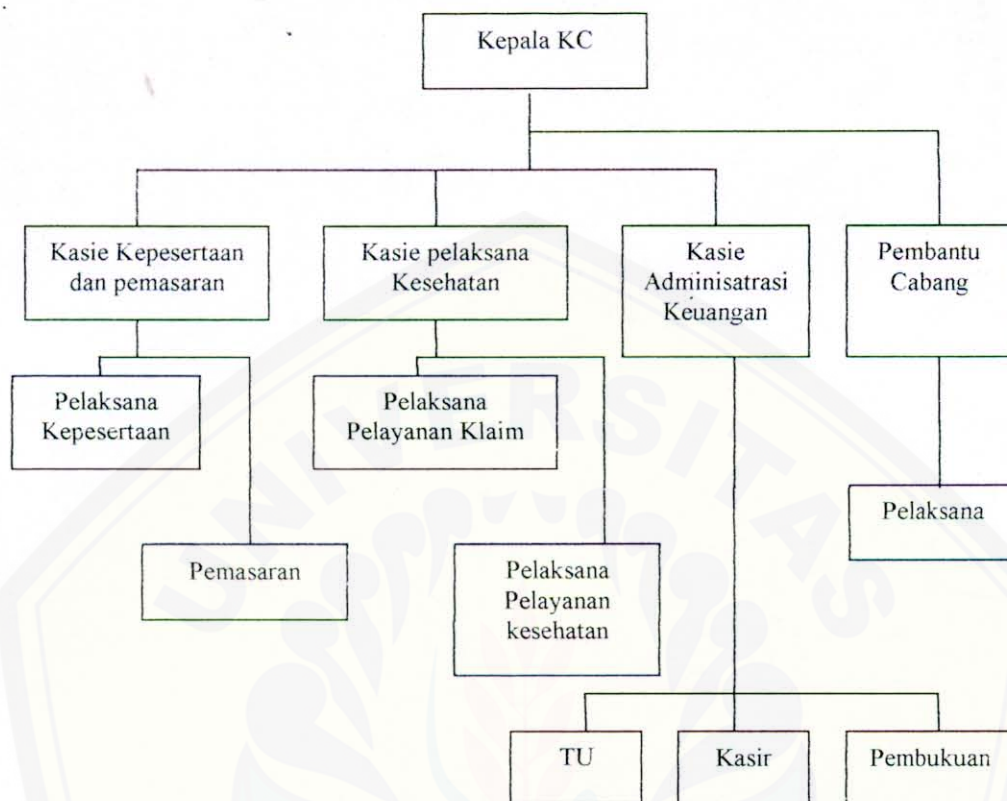 Kepala KC
Kasie Kepesertaan
dan pemasaran
Kasie pelaksana
Kesehatan
Kasie
Adminisatrasi
Keuangan
Pembantu
Cabang
Pelaksana
Kepesertaan
Pelaksana
Pelayanan Klaim
Pelaksana
Pemasaran
Pelaksana
Pelayanan
kesehatan
TU
Kasir
Pembukuan
UNIVERSITAS